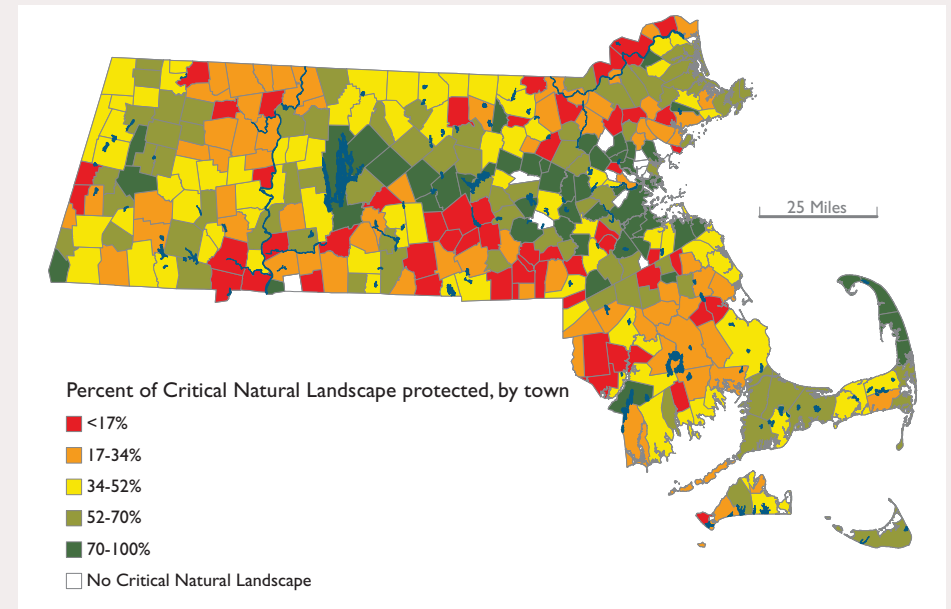 25 Miles
Percent of Critical Natural Landscape protected, by town
<17%
17-34%
34-52%
52-70%
70-100%
No Critical Natural Landscape